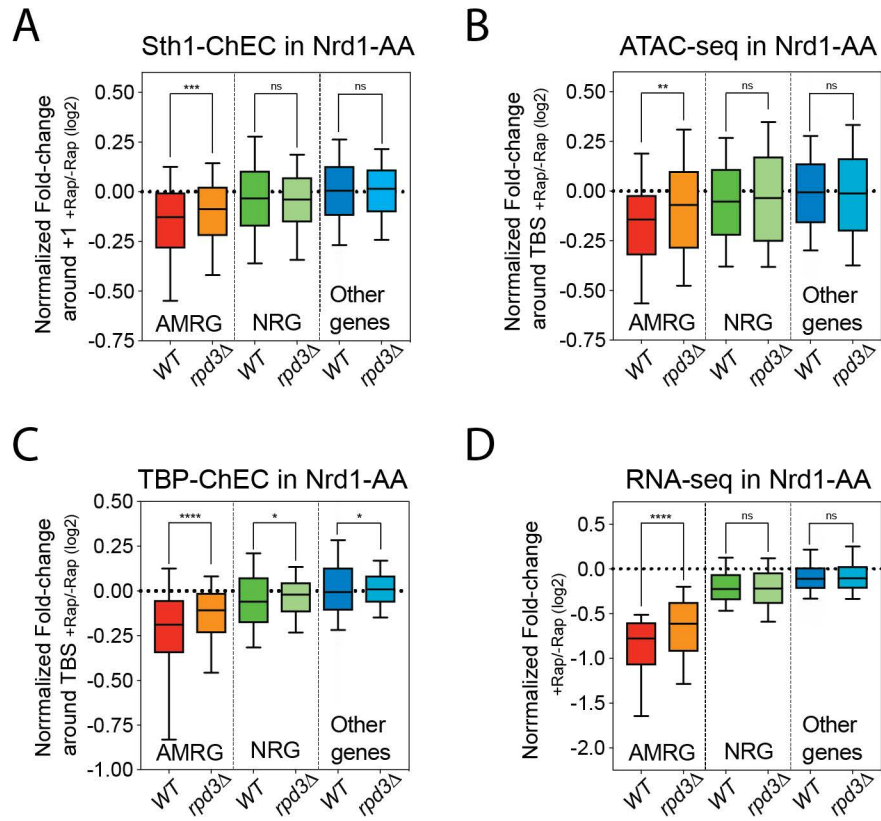 A
Sth1-ChEC in Nrd1-AA
Norrmalized Fold-change
around +1 +Rap/-Rap (log2)
0.50
0.25
0.00
-0.25
-0.50
-0.75
***
ns
ns
AMRG
NRG
Other
genes
WT
rpd3Δ
WT
rpd3Δ
WT
rpd3Δ
B
ATAC-seq in Nrd1-AA
Norrmalized Fold-change
around TBS +Rap/-Rap (log2)
0.50
0.25
0.00
-0.25
-0.50
-0.75
**
ns
ns
AMRG
NRG
Other
genes
WT
rpd3Δ
WT
rpd3Δ
WT
rpd3Δ
C
TBP-ChEC in Nrd1-AA
Norrmalized Fold-change
around TBS +Rap/-Rap (log2)
0.50
0.25
0.00
-0.25
-0.50
-0.75
-1.00
****
*
*
AMRG
NRG
Other
genes
WT
rpd3Δ
WT
rpd3Δ
WT
rpd3Δ
D
RNA-seq in Nrd1-AA
Norrmalized Fold-change
+Rap/-Rap (log2)
0.5
0.0
-0.5
-1.0
-1.5
-2.0
****
ns
ns
AMRG
NRG
Other
genes
WT
rpd3Δ
WT
rpd3Δ
WT
rpd3Δ